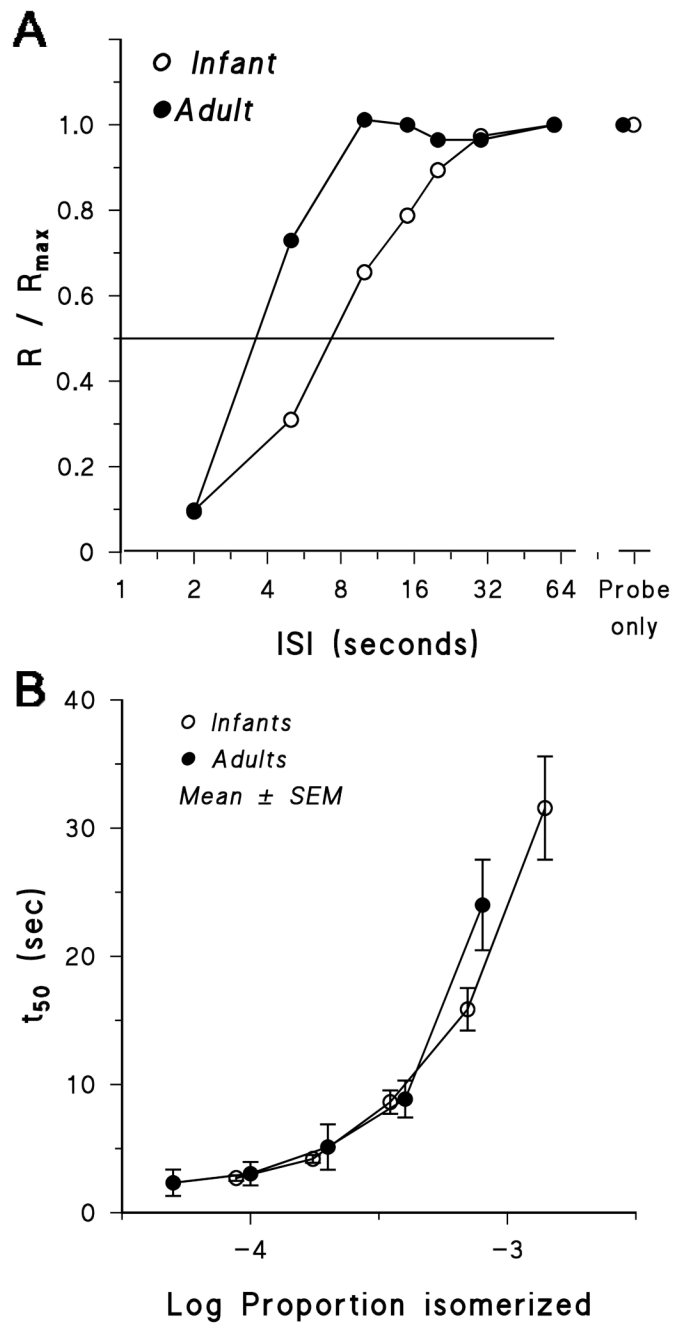 A
Infant
Adult
1.0
0.8
0.6
0.4
0.2
0
R / Rmax
1 2 4 8 16 32 64 Probe only
ISI (seconds)
B
Infants
Adults
Mean ± SEM
40
30
20
10
0
t50 (sec)
−4 −3
Log Proportion isomerized